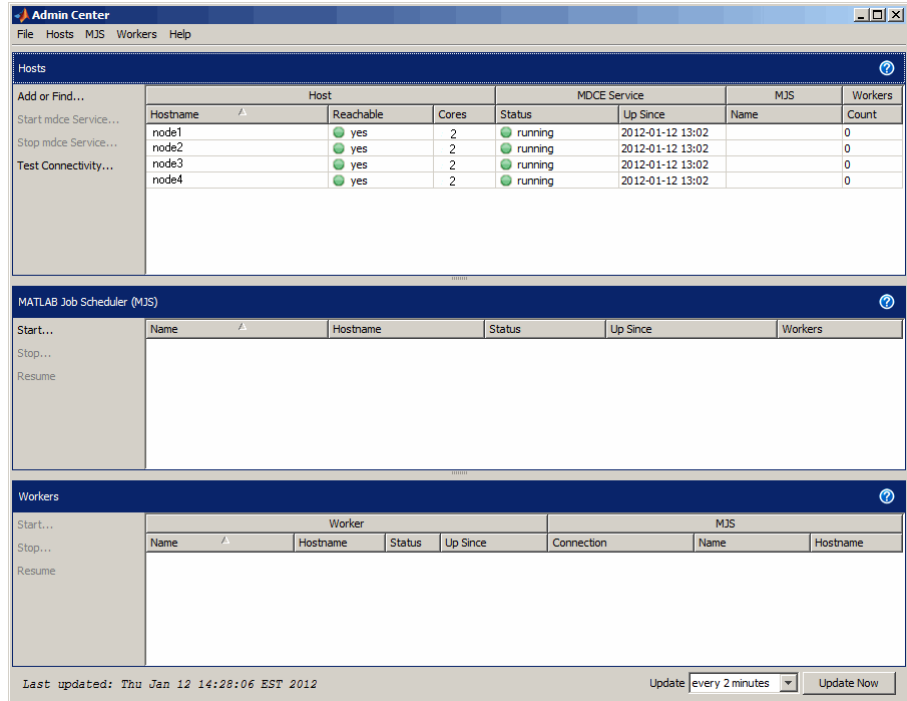 Admin Center
File Hosts MJS Workers Help
Hosts
Add or Find...
Start mdce Service...
Stop mdce Service...
Test Connectivity...
Host MDCE Service MJS Workers
Hostname Reachable Cores Status Up Since Name Count
node1 yes 2 running 2012-01-12 13:02 0
node2 yes 2 running 2012-01-12 13:02 0
node3 yes 2 running 2012-01-12 13:02 0
node4 yes 2 running 2012-01-12 13:02 0
MATLAB Job Scheduler (MJS)
Start...
Stop...
Resume
Name Hostname Status Up Since Workers
Workers
Start...
Stop...
Resume
Worker MJS
Name Hostname Status Up Since Connection Name Hostname
Last updated: Thu Jan 12 14:28:06 EST 2012
Update every 2 minutes Update Now